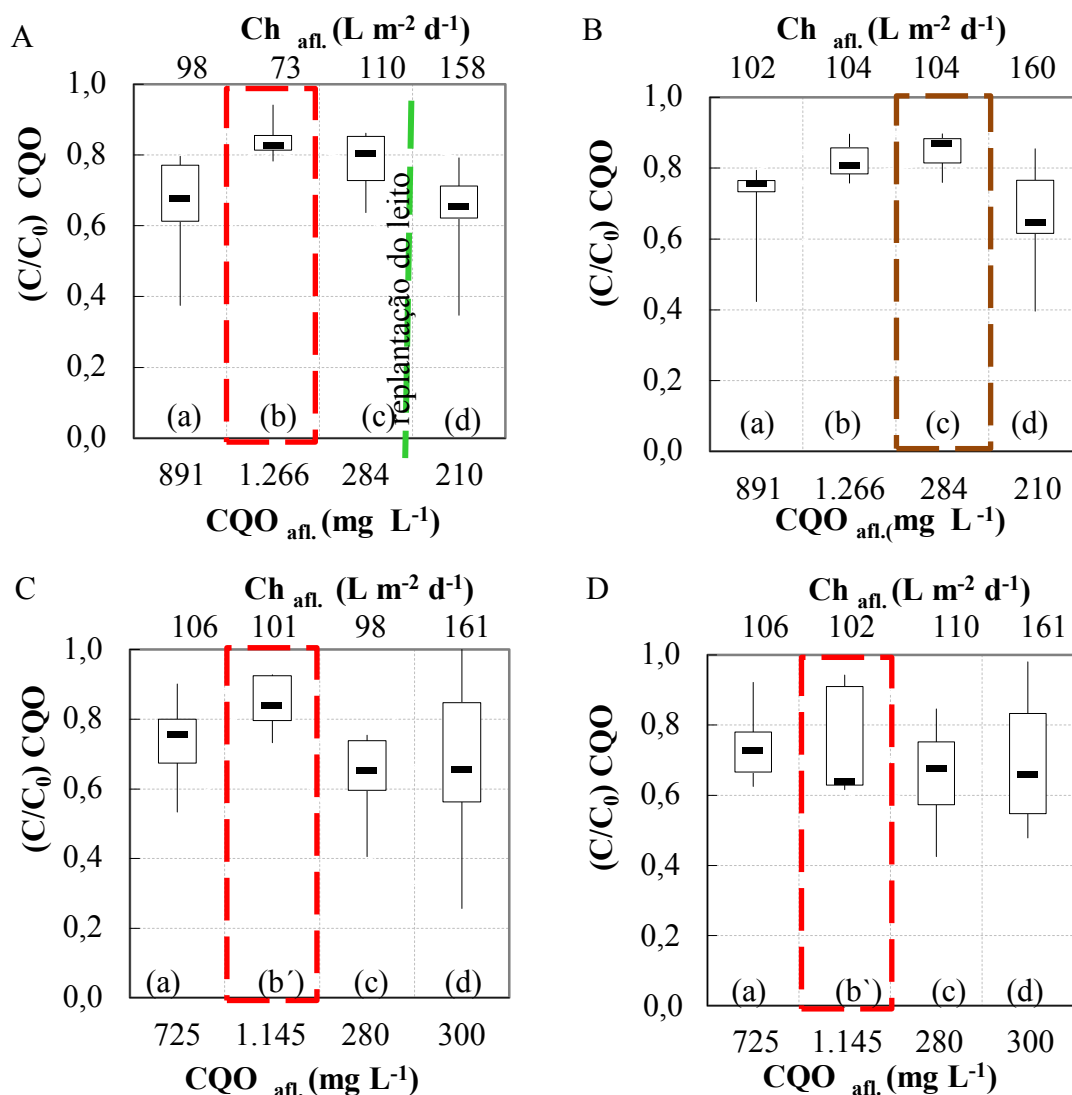 A
Ch afl. (L m-2 d-1)
98 73 110 158
(C/C0) CQO
1,0
0,8
0,6
0,4
0,2
0,0
replantação do leito
(a) (b) (c) (d)
891 1.266 284 210
CQO afl. (mg L-1)
B
Ch afl. (L m-2 d-1)
102 104 104 160
(C/C0) CQO
1,0
0,8
0,6
0,4
0,2
0,0
(a) (b) (c) (d)
891 1.266 284 210
CQO afl.(mg L-1)
C
Ch afl. (L m-2 d-1)
106 101 98 161
(C/C0) CQO
1,0
0,8
0,6
0,4
0,2
0,0
(a) (b´) (c) (d)
725 1.145 280 300
CQO afl. (mg L-1)
D
Ch afl. (L m-2 d-1)
106 102 110 161
(C/C0) CQO
1,0
0,8
0,6
0,4
0,2
0,0
(a) (b`) (c) (d)
725 1.145 280 300
CQO afl. (mg L-1)